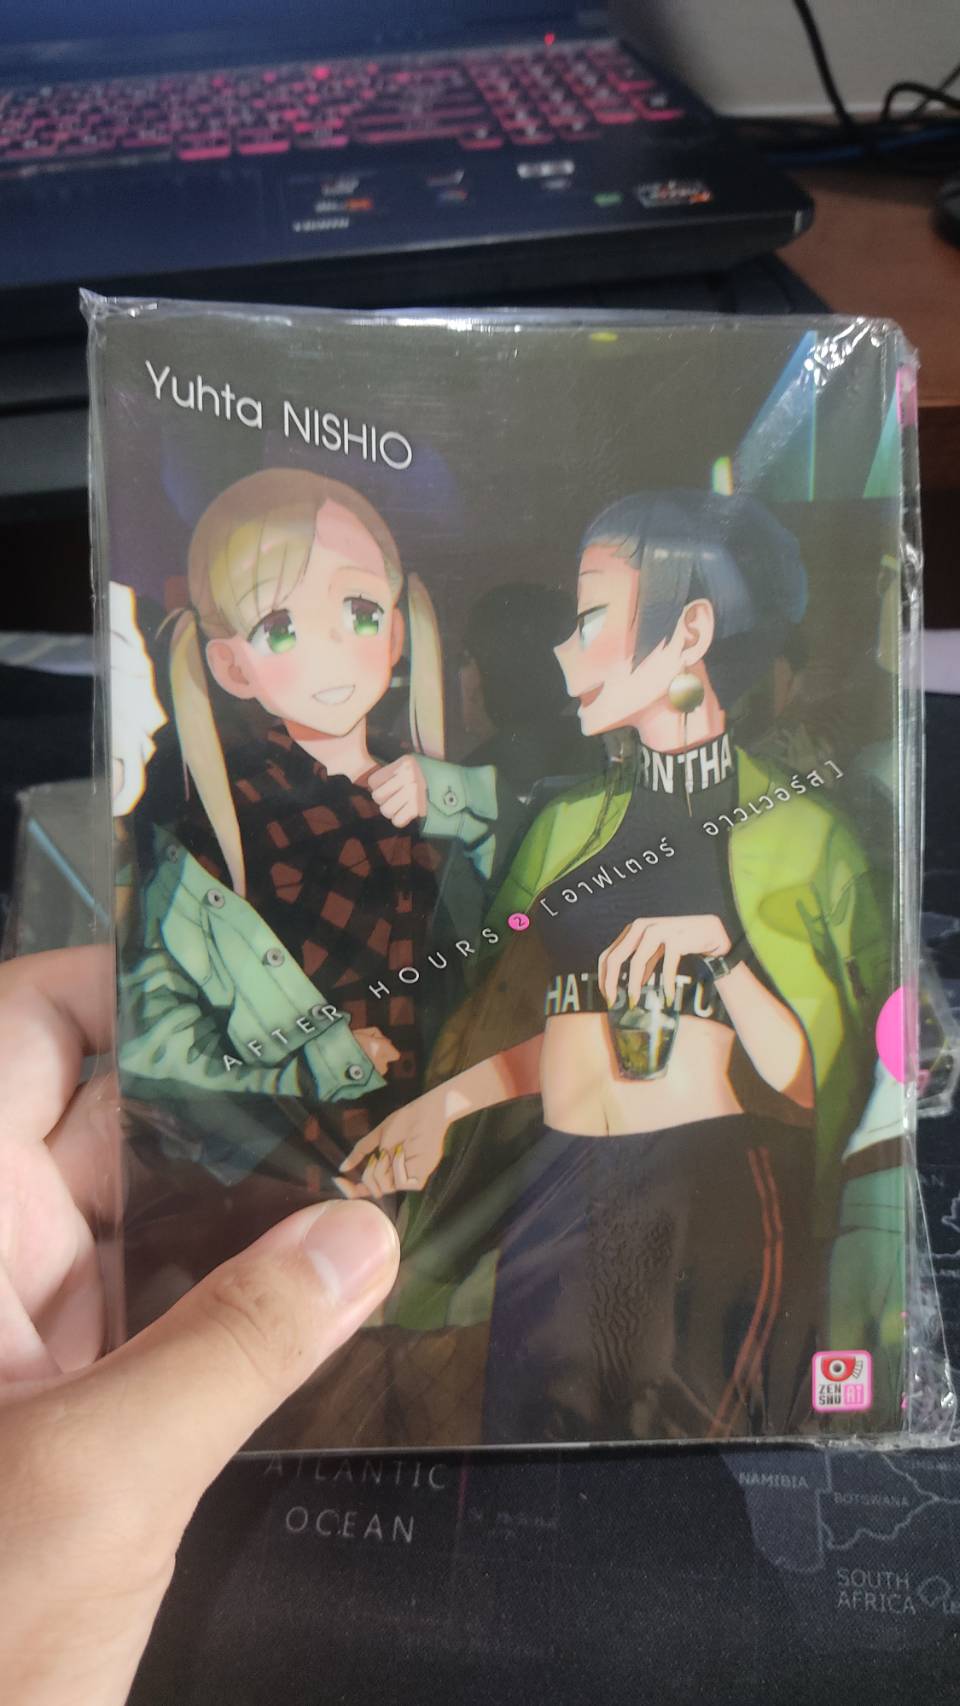 Yuhta NISHIO
RNTHA
AFTER HOURS 2 [ อาฟเตอร์ อาวเวอร์ส ]
ZEN
SHU
ATLANTIC
OCEAN
NAMIBIA
BOTSWANA
SOUTH
AFRICA